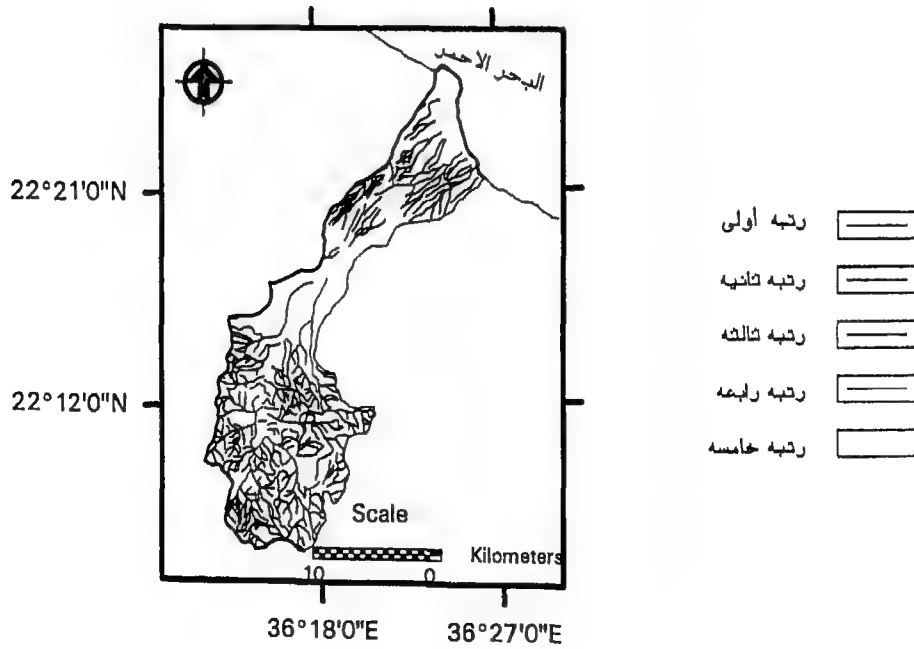 البحر الاحمر
22°21'0"N
22°12'0"N
Scale
Kilometers
10 0
36°18'0"E 36°27'0"E
رتبه أولى
رتبه ثانيه
رتبه ثالثه
رتبه رابعه
رتبه خامسه